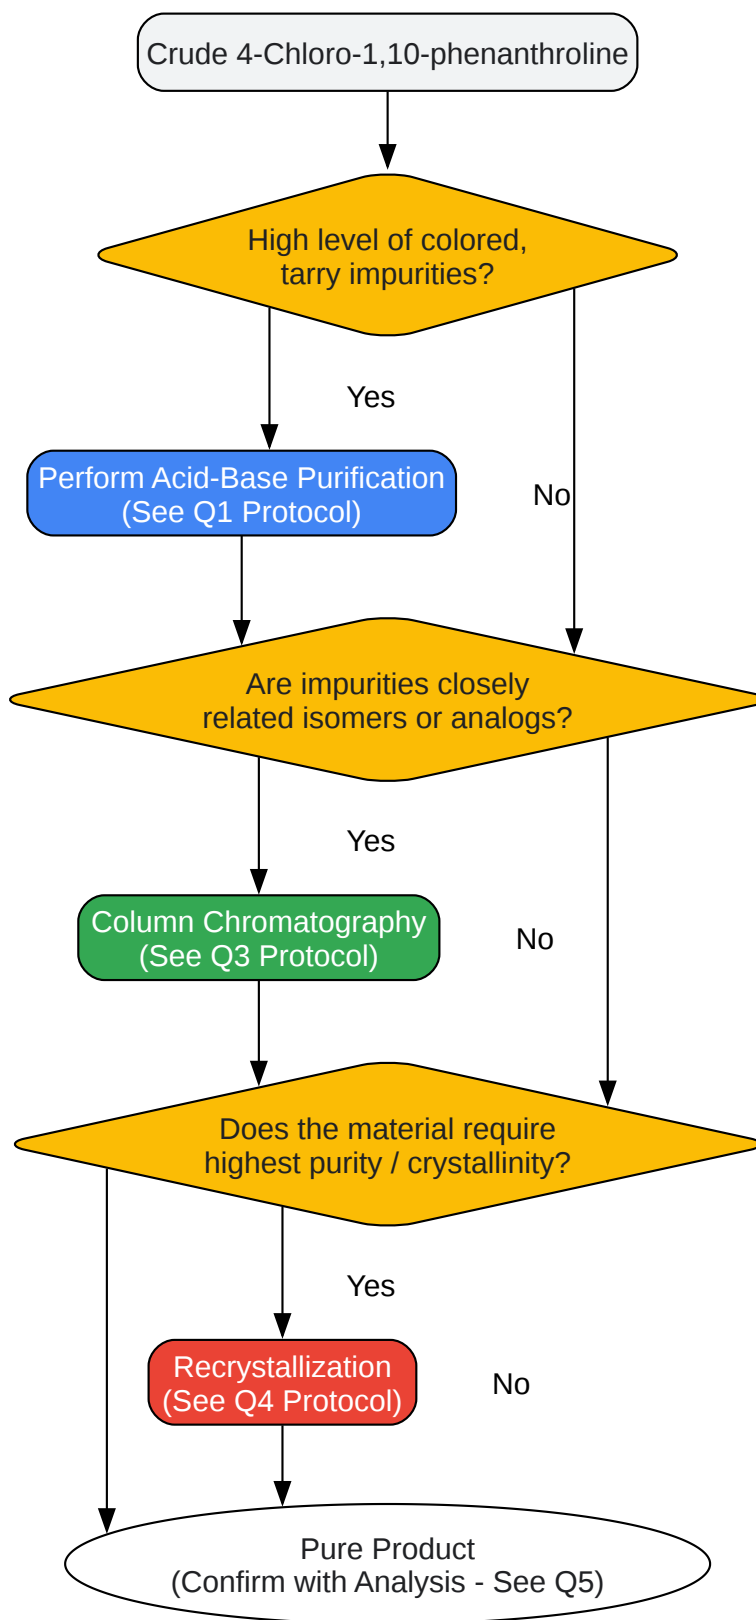 Crude 4-Chloro-1,10-phenanthroline
High level of colored,
tarry impurities?
Yes
Perform Acid-Base Purification
(See Q1 Protocol)
No
Are impurities closely
related isomers or analogs?
Yes
Column Chromatography
(See Q3 Protocol)
No
Does the material require
highest purity / crystallinity?
Yes
Recrystallization
(See Q4 Protocol)
No
Pure Product
(Confirm with Analysis - See Q5)